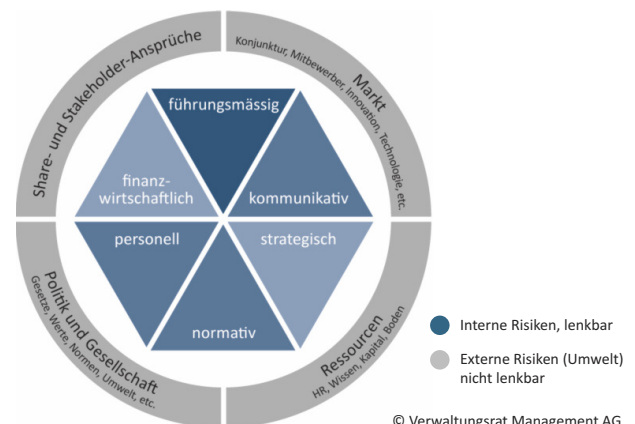 Share- und Stakeholder-Ansprüche
Markt
Konjunktur, Mitbewerber, Innovation, Technologie, etc.
führungsmässig
finanz-
wirtschaftlich
kommunikativ
personell
strategisch
normativ
Politik und Gesellschaft
Gesetze, Werte, Normen, Umwelt, etc.
Ressourcen
HR, Wissen, Kapital, Boden
Interne Risiken, lenkbar
Externe Risiken (Umwelt)
nicht lenkbar
© Verwaltungsrat Management AG